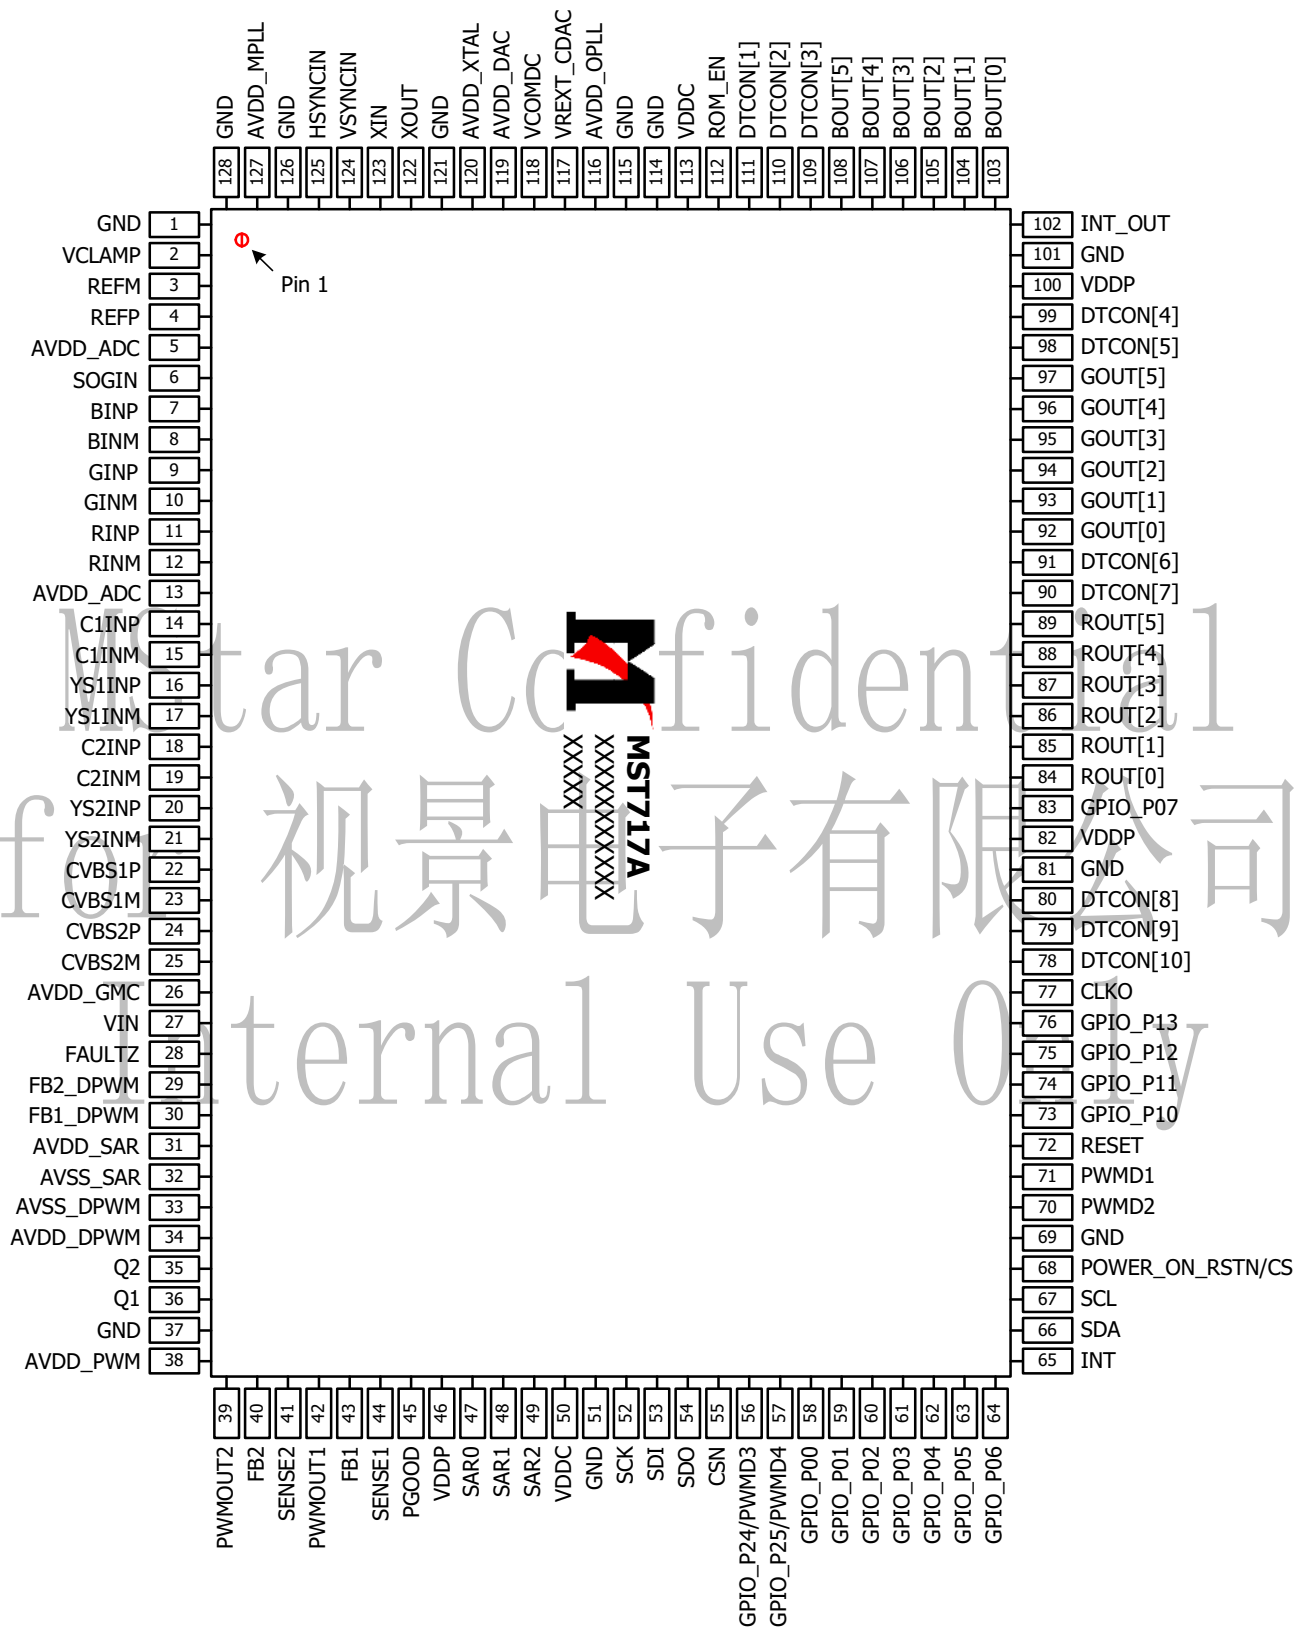 GND
AVDD_MPLL
GND
HSYNCIN
VSYNCIN
XIN
XOUT
GND
AVDD_XTAL
AVDD_DAC
VCOMDC
VREXT_CDAC
AVDD_OPLL
GND
GND
VDDC
ROM_EN
DTCON[1]
DTCON[2]
DTCON[3]
BOUT[5]
BOUT[4]
BOUT[3]
BOUT[2]
BOUT[1]
BOUT[0]
128
127
126
125
124
123
122
121
120
119
118
117
116
115
114
113
112
111
110
109
108
107
106
105
104
103
GND 1
VCLAMP 2
REFM 3
REFP 4
AVDD_ADC 5
SOGIN 6
BINP 7
BINM 8
GINP 9
GINM 10
RINP 11
RINM 12
AVDD_ADC 13
C1INP 14
C1INM 15
YS1INP 16
YS1INM 17
C2INP 18
C2INM 19
YS2INP 20
YS2INM 21
CVBS1P 22
CVBS1M 23
CVBS2P 24
CVBS2M 25
AVDD_GMC 26
VIN 27
FAULTZ 28
FB2_DPWM 29
FB1_DPWM 30
AVDD_SAR 31
AVSS_SAR 32
AVSS_DPWM 33
AVDD_DPWM 34
Q2 35
Q1 36
GND 37
AVDD_PWM 38
Pin 1
MStar Confidential
for 视景电子有限公司
Internal Use Only
MST717A
XXXXXXXXXXXXXX
XXXXX
102 INT_OUT
101 GND
100 VDDP
99 DTCON[4]
98 DTCON[5]
97 GOUT[5]
96 GOUT[4]
95 GOUT[3]
94 GOUT[2]
93 GOUT[1]
92 GOUT[0]
91 DTCON[6]
90 DTCON[7]
89 ROUT[5]
88 ROUT[4]
87 ROUT[3]
86 ROUT[2]
85 ROUT[1]
84 ROUT[0]
83 GPIO_P07
82 VDDP
81 GND
80 DTCON[8]
79 DTCON[9]
78 DTCON[10]
77 CLKO
76 GPIO_P13
75 GPIO_P12
74 GPIO_P11
73 GPIO_P10
72 RESET
71 PWMD1
70 PWMD2
69 GND
68 POWER_ON_RSTN/CS
67 SCL
66 SDA
65 INT
39
40
41
42
43
44
45
46
47
48
49
50
51
52
53
54
55
56
57
58
59
60
61
62
63
64
PWMOUT2
FB2
SENSE2
PWMOUT1
FB1
SENSE1
PGOOD
VDDP
SAR0
SAR1
SAR2
VDDC
GND
SCK
SDI
SDO
CSN
GPIO_P24/PWMD3
GPIO_P25/PWMD4
GPIO_P00
GPIO_P01
GPIO_P02
GPIO_P03
GPIO_P04
GPIO_P05
GPIO_P06